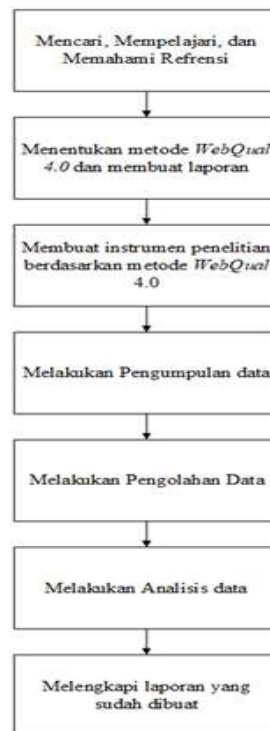 Mencari, Mempelajari, dan
Memahami Refrensi
Menentukan metode WebQual
4.0 dan membuat laporan
Membuat instrumen penelitian
berdasarkan metode WebQual
4.0
Melakukan Pengumpulan data
Melakukan Pengolahan Data
Melakukan Analisis data
Melengkapi laporan yang
sudah dibuat